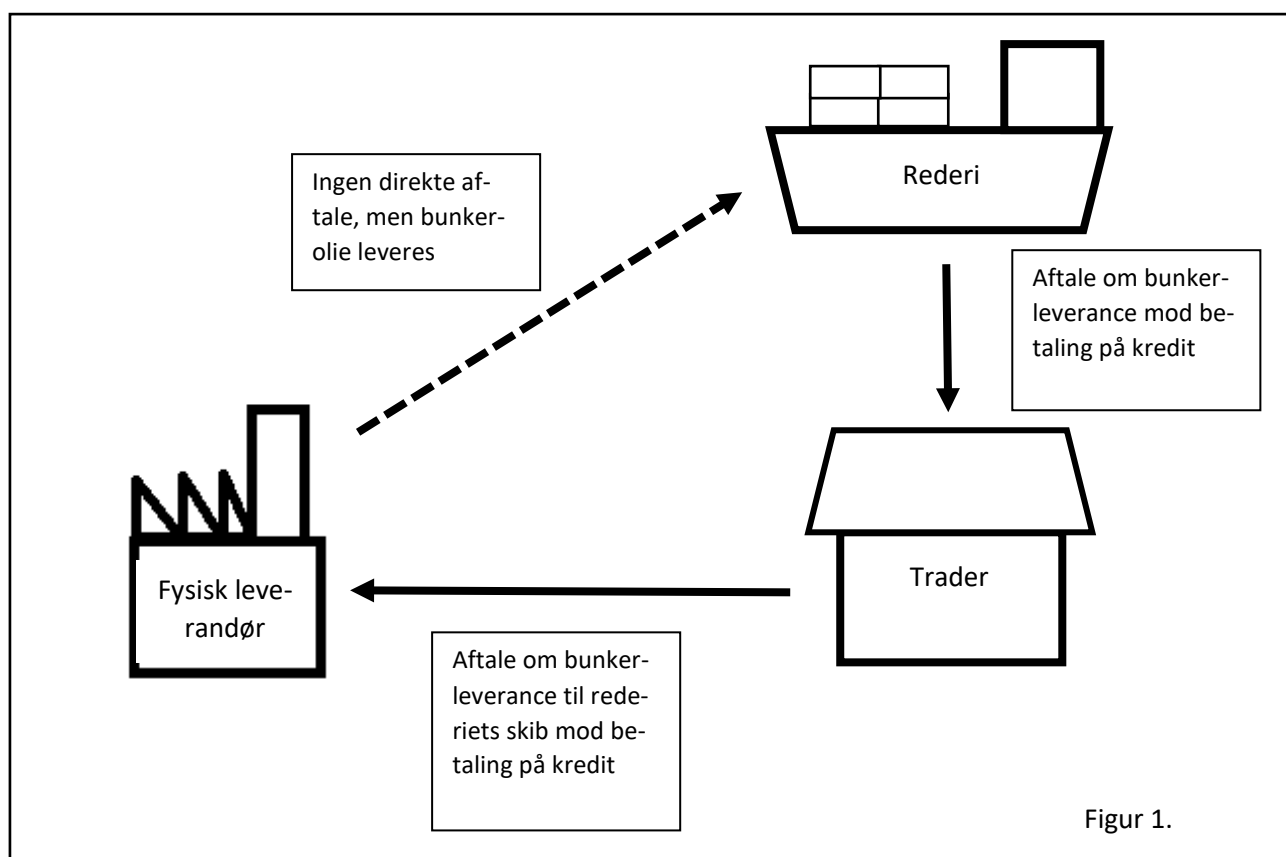 Rederi
Ingen direkte af-
tale, men bunker-
olie leveres
Aftale om bunker-
leverance mod be-
taling på kredit
Trader
Fysisk leve-
randør
Aftale om bunker-
leverance til rede-
riets skib mod be-
taling på kredit
Figur 1.